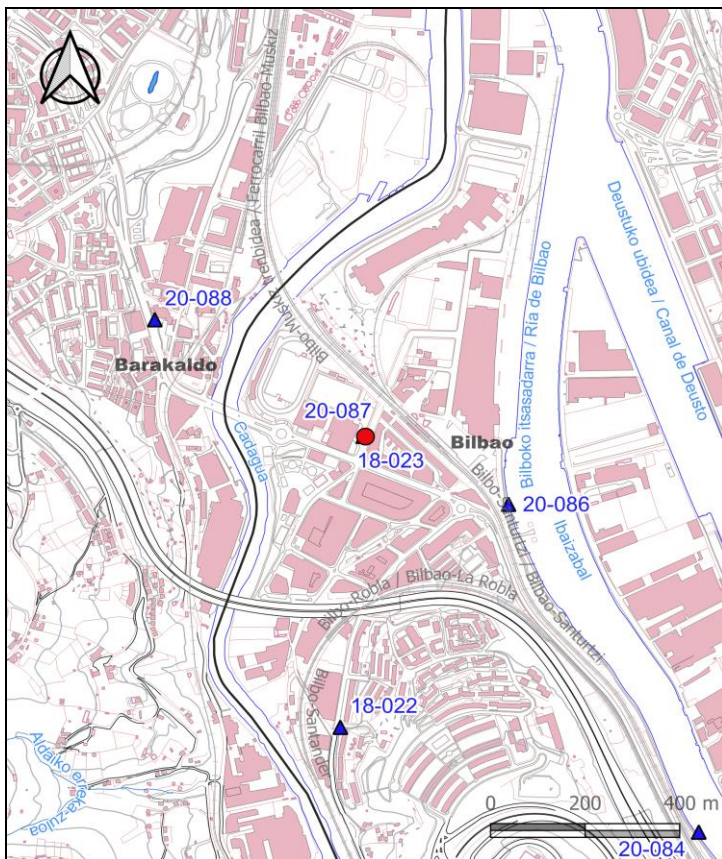 Bilbo-Muskiz trenbidea / Ferrocarril Bilbao-Muskiz
Deustuko ubidea / Canal de Deusto
Bilboko itsasadarra / Ría de Bilbao
20-088
Barakaldo
20-087
18-023
Cadagua
Bilbao
20-086
Ibaizabal
Bilbo-Santurtzi / Bilbao-Santurtzi
Bilbo-Robla / Bilbao-La Robla
Bilbo-Santander
18-022
Aldaiko erreka-zuloa
0 200 400 m
20-084